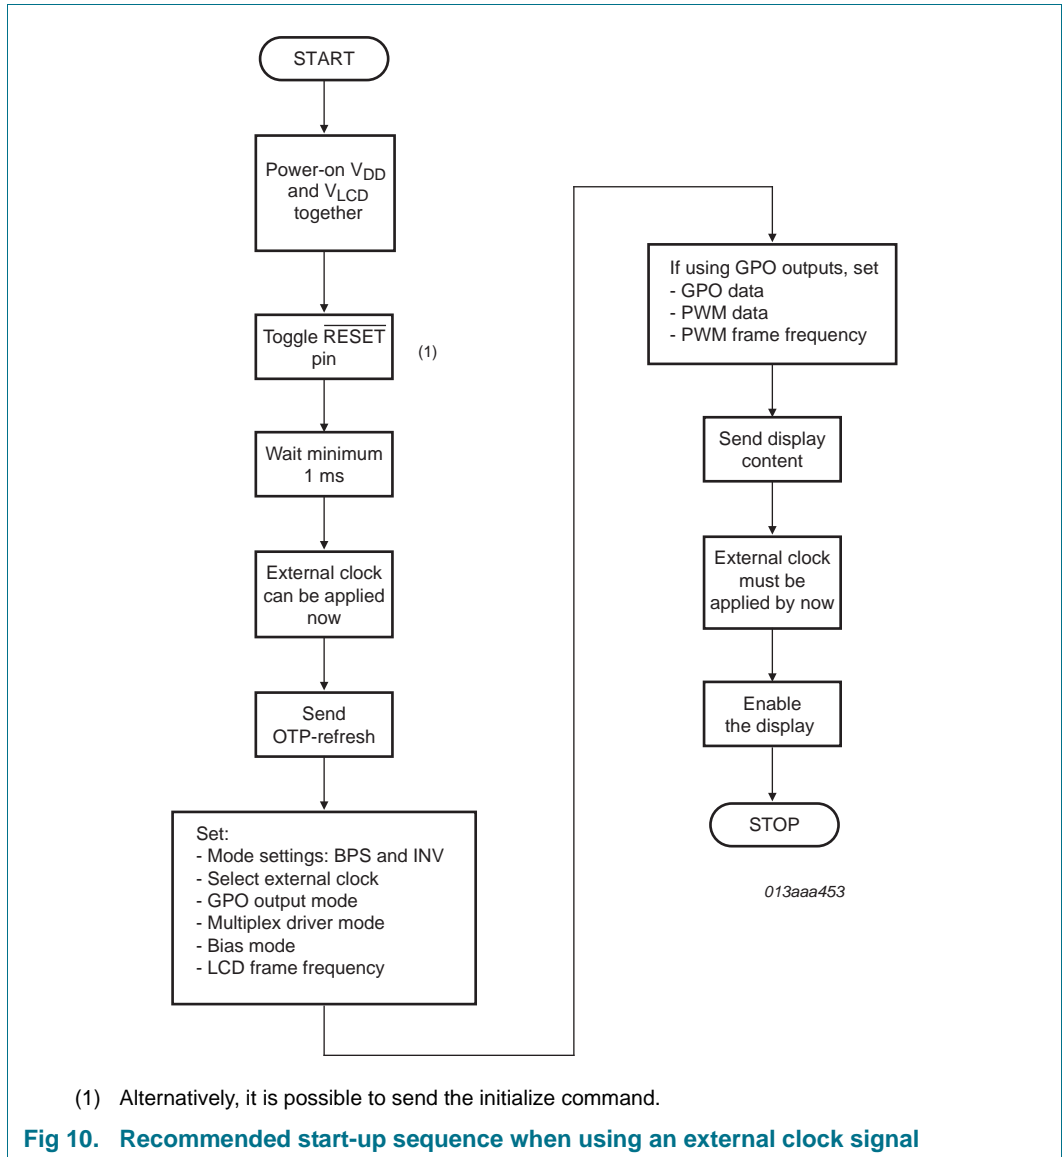 START
Power-on VDD
and VLCD
together
Toggle RESET
pin
(1)
Wait minimum
1 ms
External clock
can be applied
now
Send
OTP-refresh
Set:
- Mode settings: BPS and INV
- Select external clock
- GPO output mode
- Multiplex driver mode
- Bias mode
- LCD frame frequency
If using GPO outputs, set
- GPO data
- PWM data
- PWM frame frequency
Send display
content
External clock
must be
applied by now
Enable
the display
STOP
013aaa453
(1) Alternatively, it is possible to send the initialize command.
Fig 10. Recommended start-up sequence when using an external clock signal